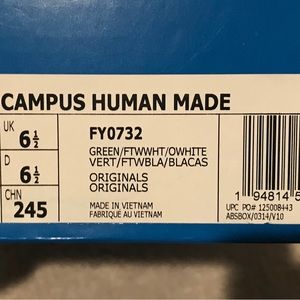 CAMPUS HUMAN MADE
UK 6½
D 6½
CHN 245
FY0732
GREEN/FTWWHT/OWHITE
VERT/FTWBLA/BLACAS
ORIGINALS
ORIGINALS
MADE IN VIETNAM
FABRIQUÉ AU VIETNAM
1 94814 5
UPC PO# 125008443
ABSBOX/0314/V10